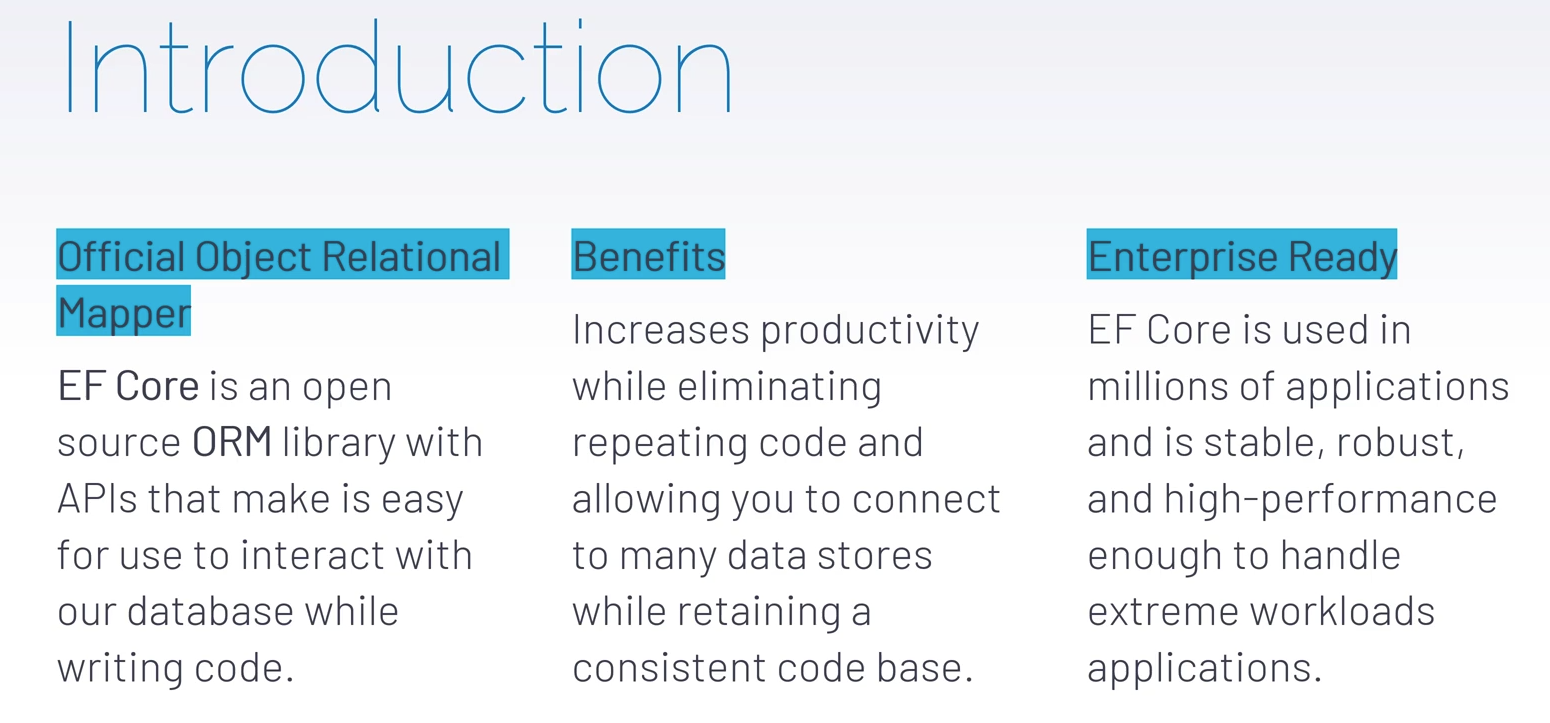 Introduction
Official Object Relational
Mapper
EF Core is an open
source ORM library with
APIs that make is easy
for use to interact with
our database while
writing code.
Benefits
Increases productivity
while eliminating
repeating code and
allowing you to connect
to many data stores
while retaining a
consistent code base.
Enterprise Ready
EF Core is used in
millions of applications
and is stable, robust,
and high-performance
enough to handle
extreme workloads
applications.